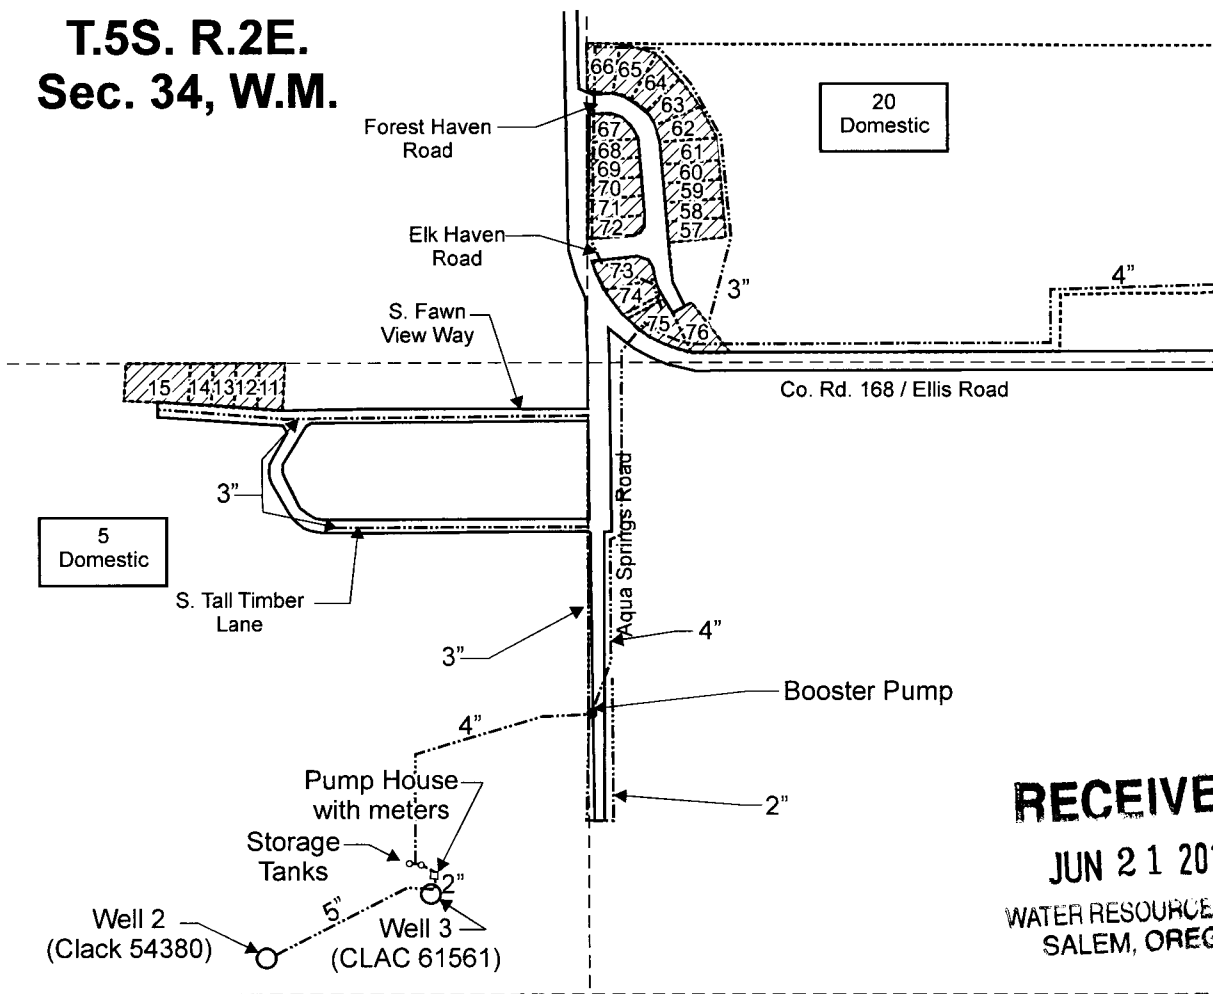 T.5S. R.2E.
Sec. 34, W.M.
66
65
64
63
62
61
60
59
58
57
67
68
69
70
71
72
73
74
75
76
20
Domestic
Forest Haven
Road
Elk Haven
Road
S. Fawn
View Way
3"
4"
Co. Rd. 168 / Ellis Road
15
14
13
12
11
3"
5
Domestic
S. Tall Timber
Lane
Aqua Springs Road
3"
4"
Booster Pump
4"
2"
Pump House
with meters
Storage
Tanks
2"
5"
Well 2
(Clack 54380)
Well 3
(CLAC 61561)
RECEIVE
JUN 21 20
WATER RESOURCE
SALEM, OREG